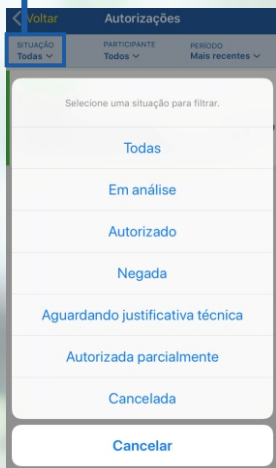 Voltar Autorizações
SITUAÇÃO PARTICIPANTE PERÍODO
Todas Todos Mais recentes
Selecione uma situação para filtrar.
Todas
Em análise
Autorizado
Negada
Aguardando justificativa técnica
Autorizada parcialmente
Cancelada
Cancelar